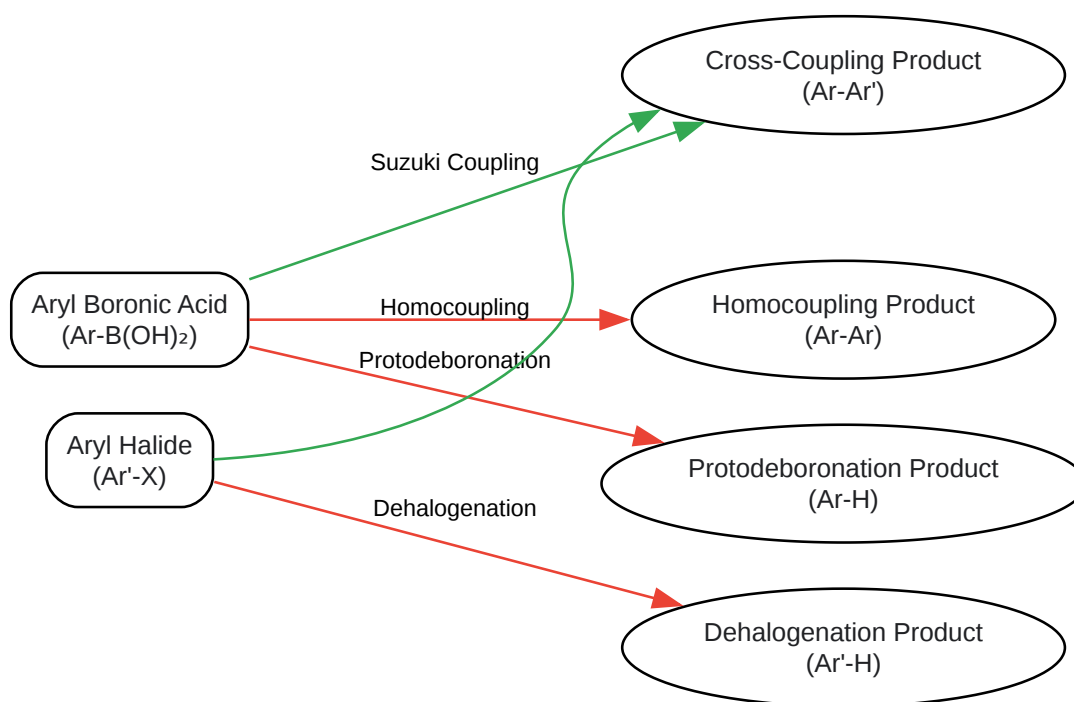 Cross-Coupling Product
(Ar-Ar')
Suzuki Coupling
Aryl Boronic Acid
(Ar-B(OH)₂)
Homocoupling
Homocoupling Product
(Ar-Ar)
Protodeboronation
Aryl Halide
(Ar'-X)
Protodeboronation Product
(Ar-H)
Dehalogenation
Dehalogenation Product
(Ar'-H)